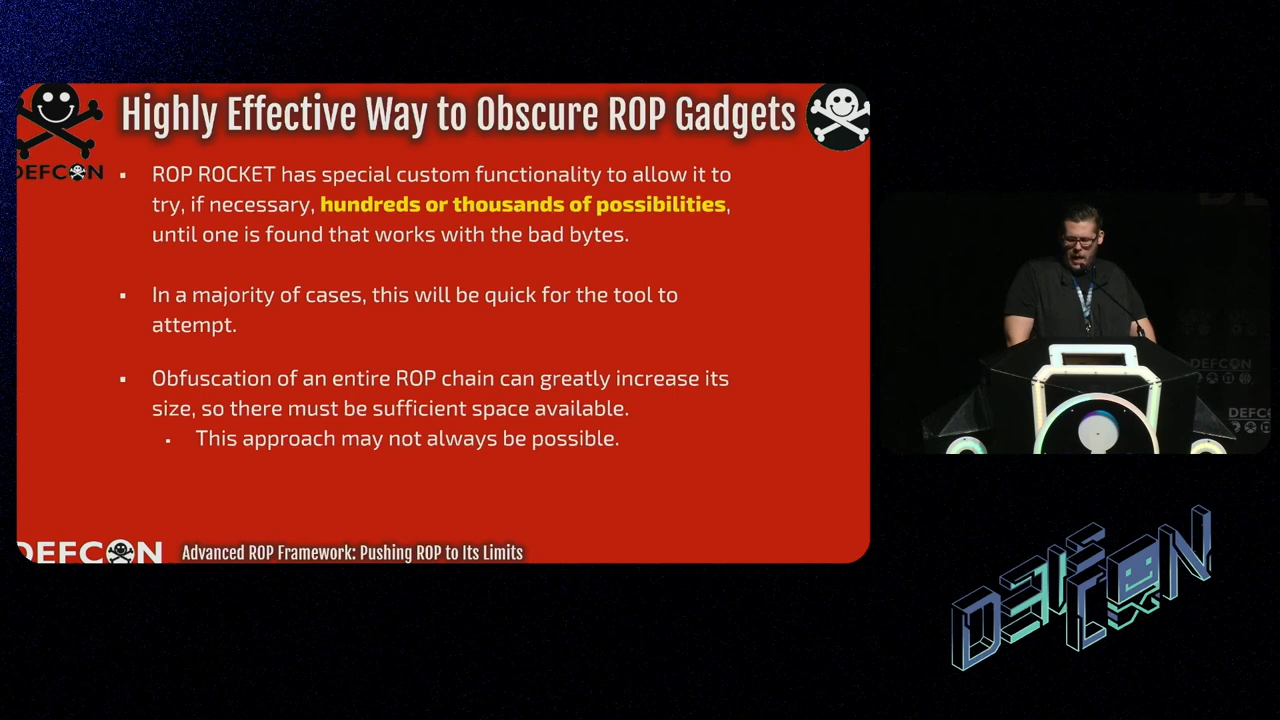 Highly Effective Way to Obscure ROP Gadgets
DEFCON
▪ ROP ROCKET has special custom functionality to allow it to
try, if necessary, hundreds or thousands of possibilities,
until one is found that works with the bad bytes.
▪ In a majority of cases, this will be quick for the tool to
attempt.
▪ Obfuscation of an entire ROP chain can greatly increase its
size, so there must be sufficient space available.
▪ This approach may not always be possible.
DEFCON
Advanced ROP Framework: Pushing ROP to Its Limits
DEFCON
DEFC
DEFCON